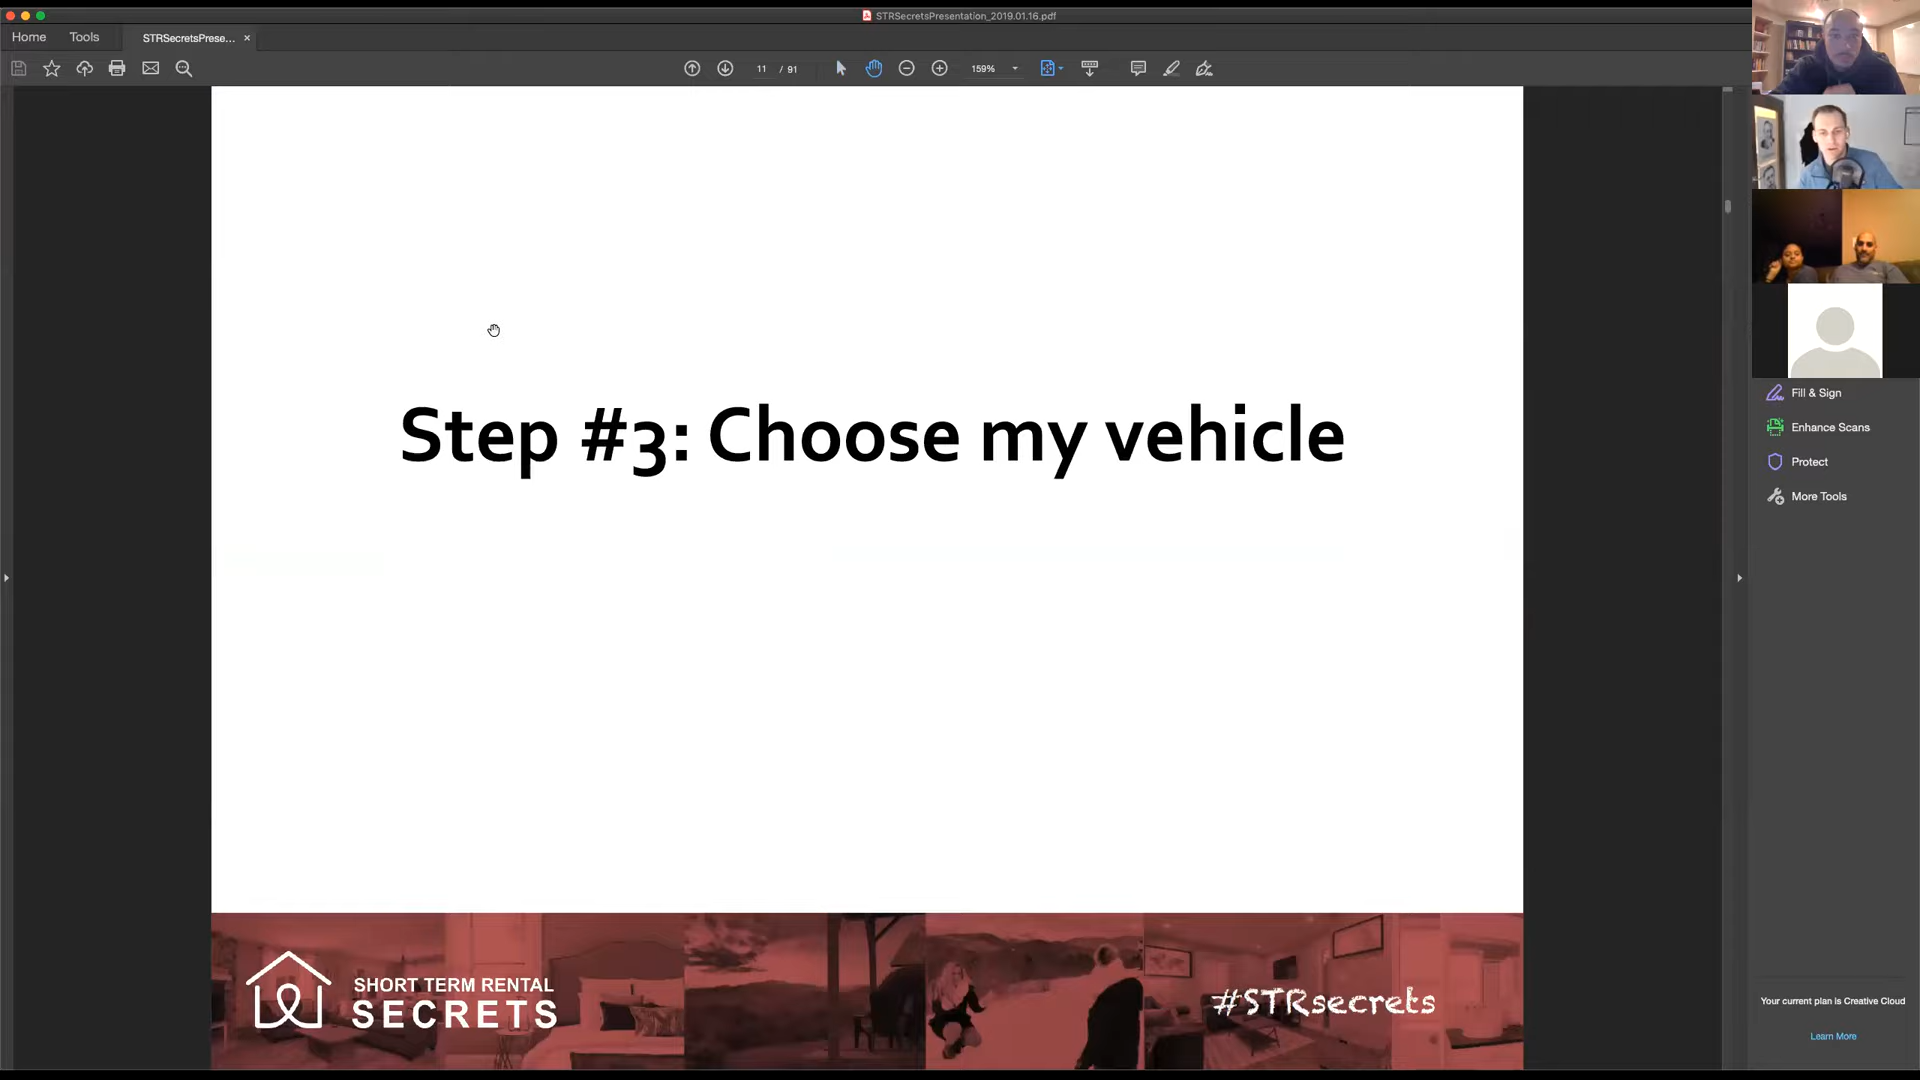 STRSecretsPresentation_2019.01.16.pdf
Home
Tools
STRSecretsPrese...
11 / 91
159%
Step #3: Choose my vehicle
Fill & Sign
Enhance Scans
Protect
More Tools
SHORT TERM RENTAL
SECRETS
#STRsecrets
Your current plan is Creative Cloud
Learn More